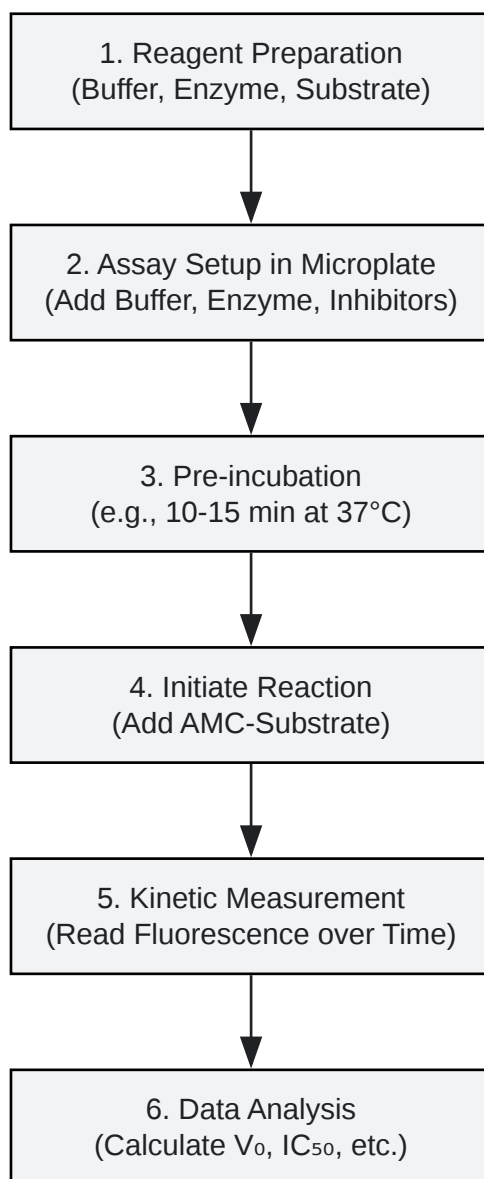 1. Reagent Preparation
(Buffer, Enzyme, Substrate)
2. Assay Setup in Microplate
(Add Buffer, Enzyme, Inhibitors)
3. Pre-incubation
(e.g., 10-15 min at 37°C)
4. Initiate Reaction
(Add AMC-Substrate)
5. Kinetic Measurement
(Read Fluorescence over Time)
6. Data Analysis
(Calculate V₀, IC₅₀, etc.)